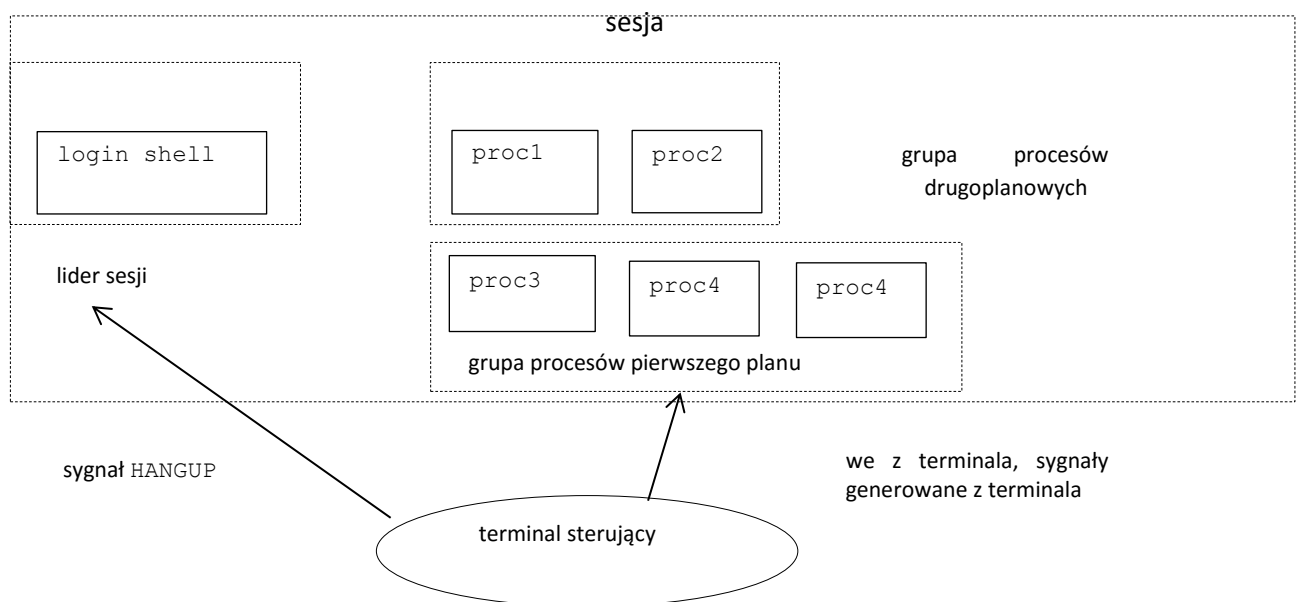 sesja
login shell
proc1
proc2
grupa procesów
drugoplanowych
lider sesji
proc3
proc4
proc4
grupa procesów pierwszego planu
sygnał HANGUP
we z terminala, sygnały
generowane z terminala
terminal sterujący